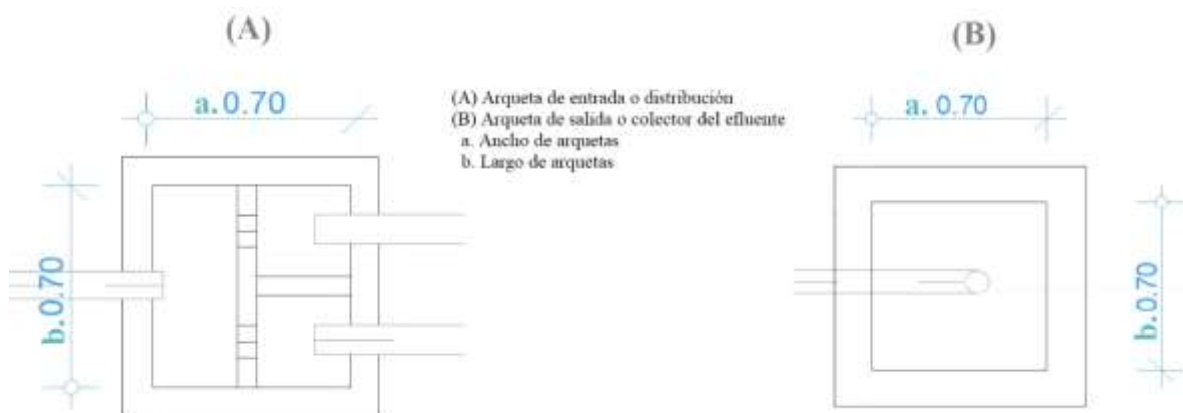 (A)
(B)
a. 0.70
(A) Arqueta de entrada o distribución
(B) Arqueta de salida o colector del efluente
a. Ancho de arquetas
b. Largo de arquetas
a. 0.70
b. 0.70
b. 0.70